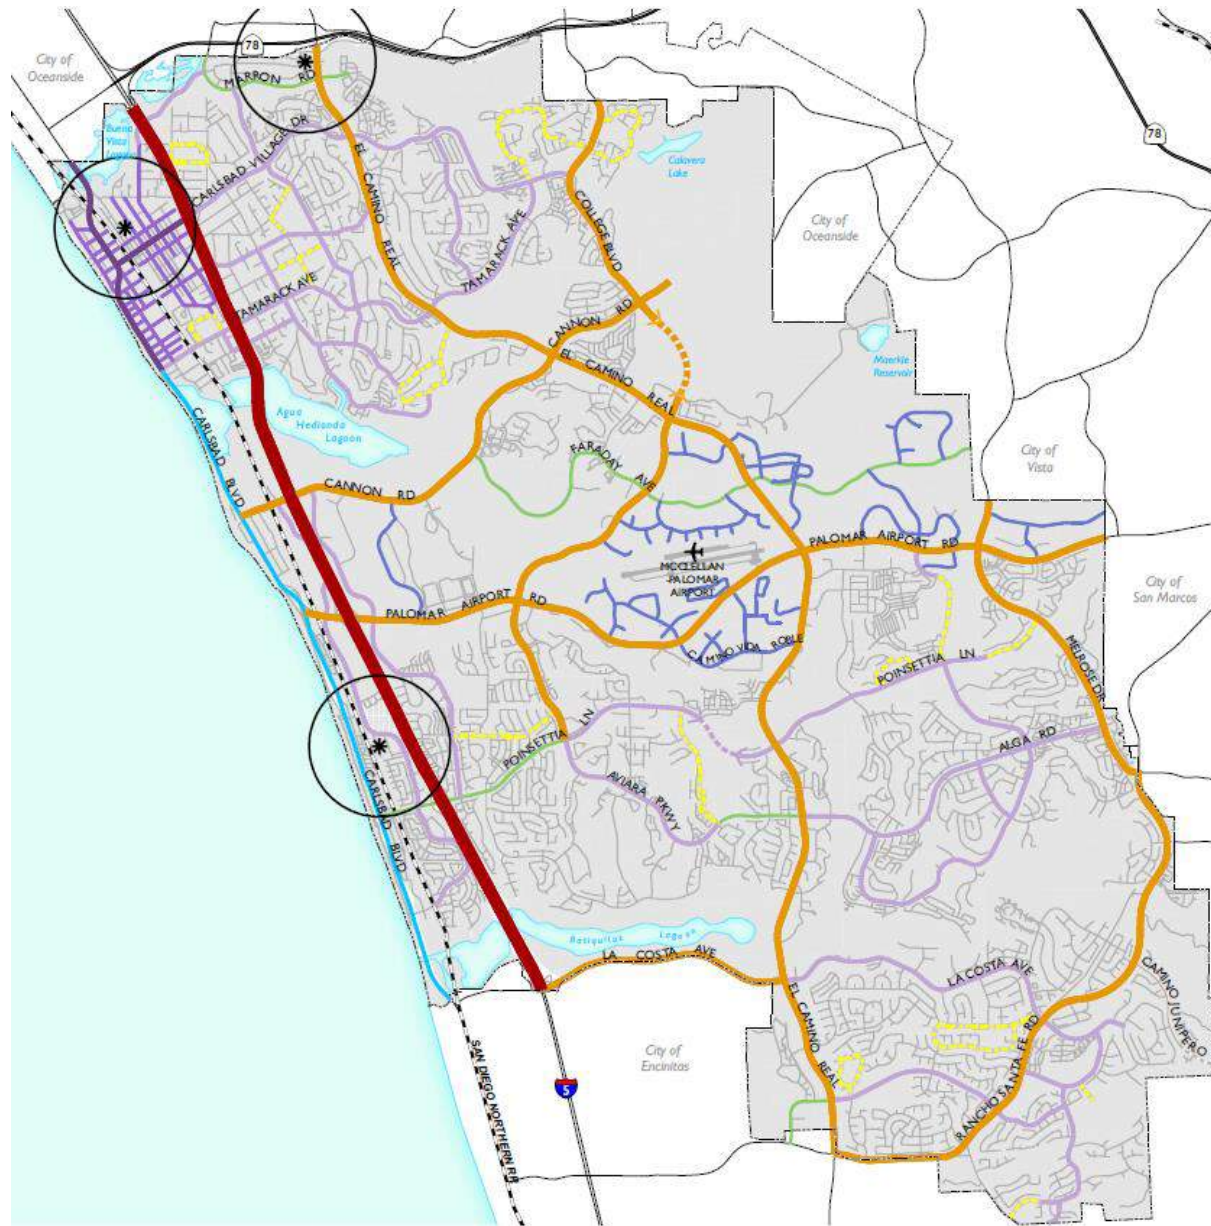 78
City of
Oceanside
MARRON RD
Buena
Vista
Lagoon
CARLSBAD VILLAGE DR
78
Calavera
Lake
EL CAMINO REAL
COLLEGE BLVD
TAMARACK AVE
City of
Oceanside
TAMARACK AVE
CANNON RD
EL CAMINO REAL
Maerkle
Reservoir
Agua
Hedionda
Lagoon
CARLSBAD BLVD
FARADAY AVE
City of
Vista
CANNON RD
PALOMAR AIRPORT RD
MCCLELLAN
PALOMAR
AIRPORT
City of
San Marcos
PALOMAR AIRPORT RD
CAMINO VIDA ROBLE
POINSETTIA LN
MELROSE DR
POINSETTIA LN
ALGA RD
CARLSBAD BLVD
AVIARA PKWY
Batiquitos Lagoon
LA COSTA AVE
LA COSTA AVE
CAMINO JUNIPERO
EL CAMINO REAL
City of
Encinitas
RANCHO SANTA FE RD
SAN DIEGO NORTHERN RR
5